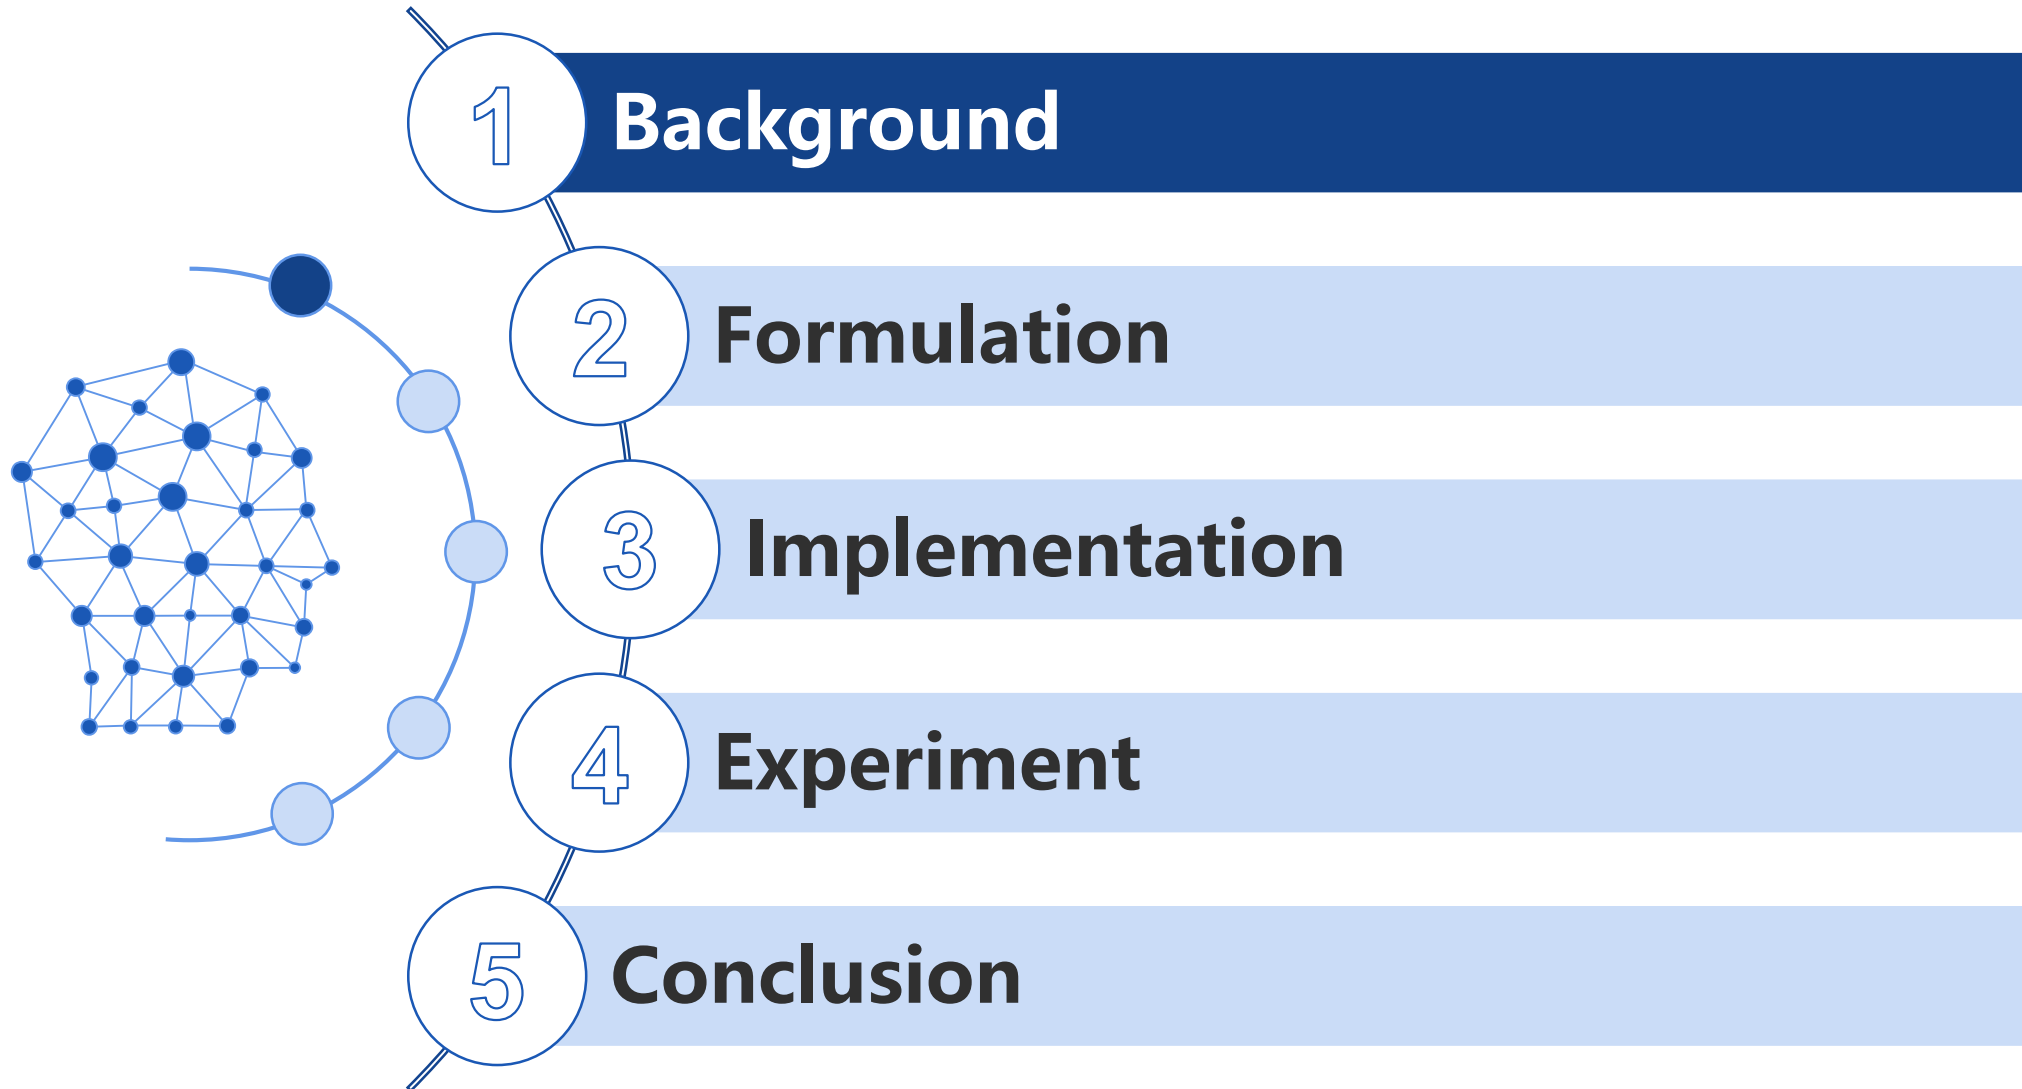 1 Background
2 Formulation
3 Implementation
4 Experiment
5 Conclusion